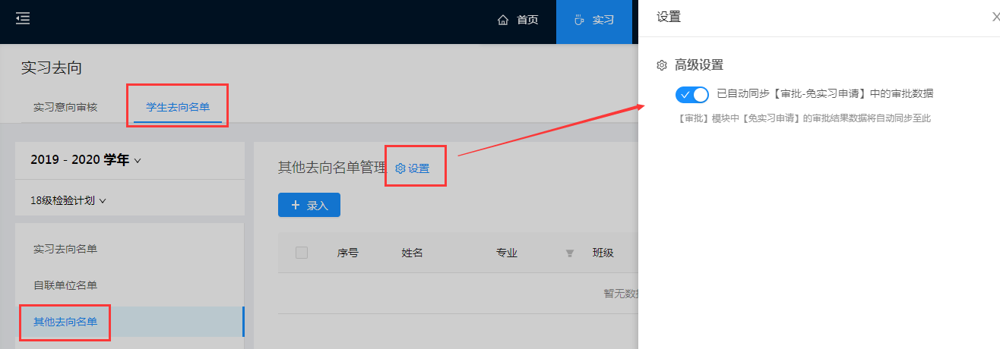 首页
实习
设置
实习去向
高级设置
实习意向审核
学生去向名单
已自动同步【审批-免实习申请】中的审批数据
【审批】模块中【免实习申请】的审批结果数据将自动同步至此
2019 - 2020 学年
其他去向名单管理
设置
18级检验计划
+ 录入
实习去向名单
序号
姓名
专业
班级
自联单位名单
暂无数
其他去向名单